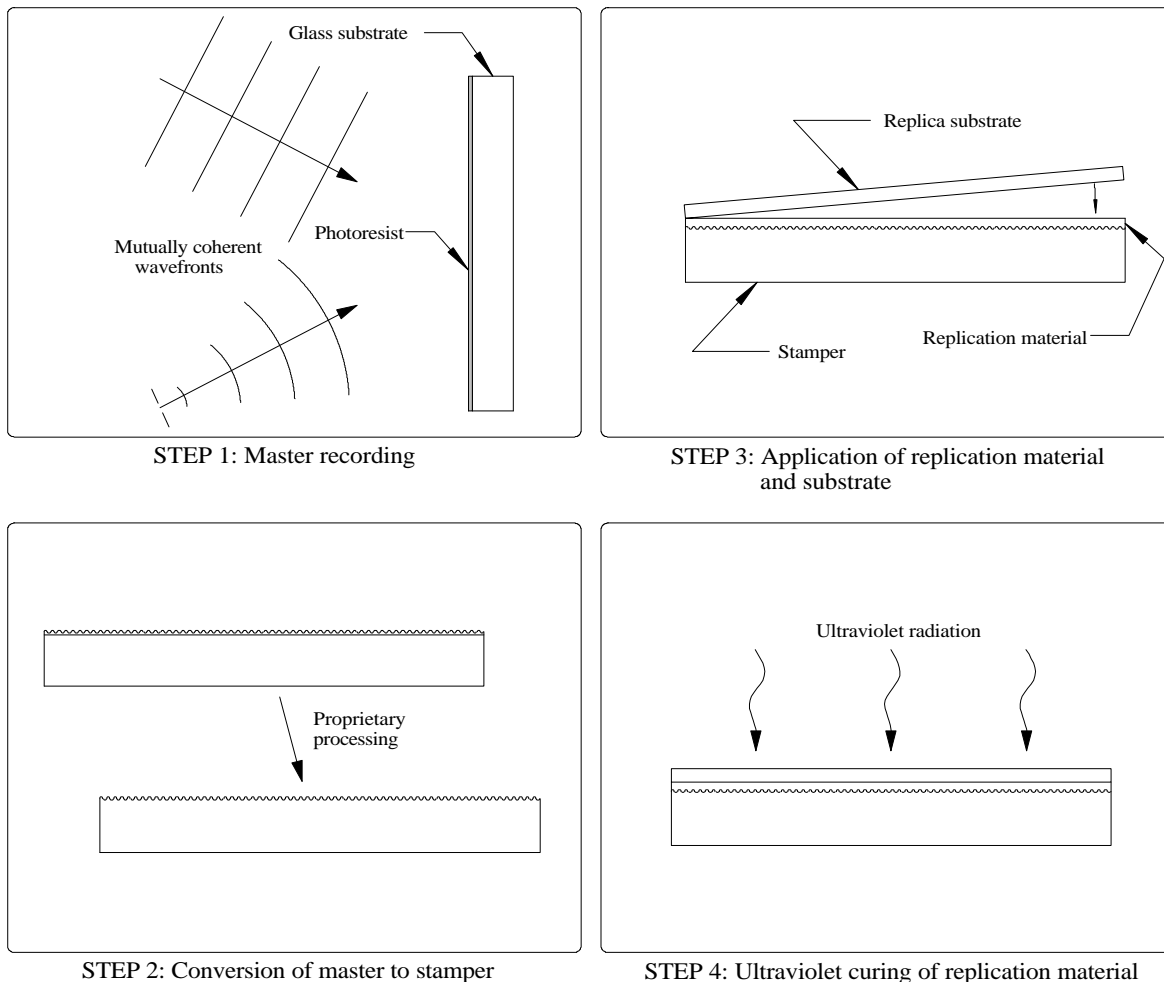 Glass substrate
Photoresist
Mutually coherent
wavefronts
STEP 1: Master recording
Replica substrate
Stamper
Replication material
STEP 3: Application of replication material
and substrate
Proprietary
processing
STEP 2: Conversion of master to stamper
Ultraviolet radiation
STEP 4: Ultraviolet curing of replication material